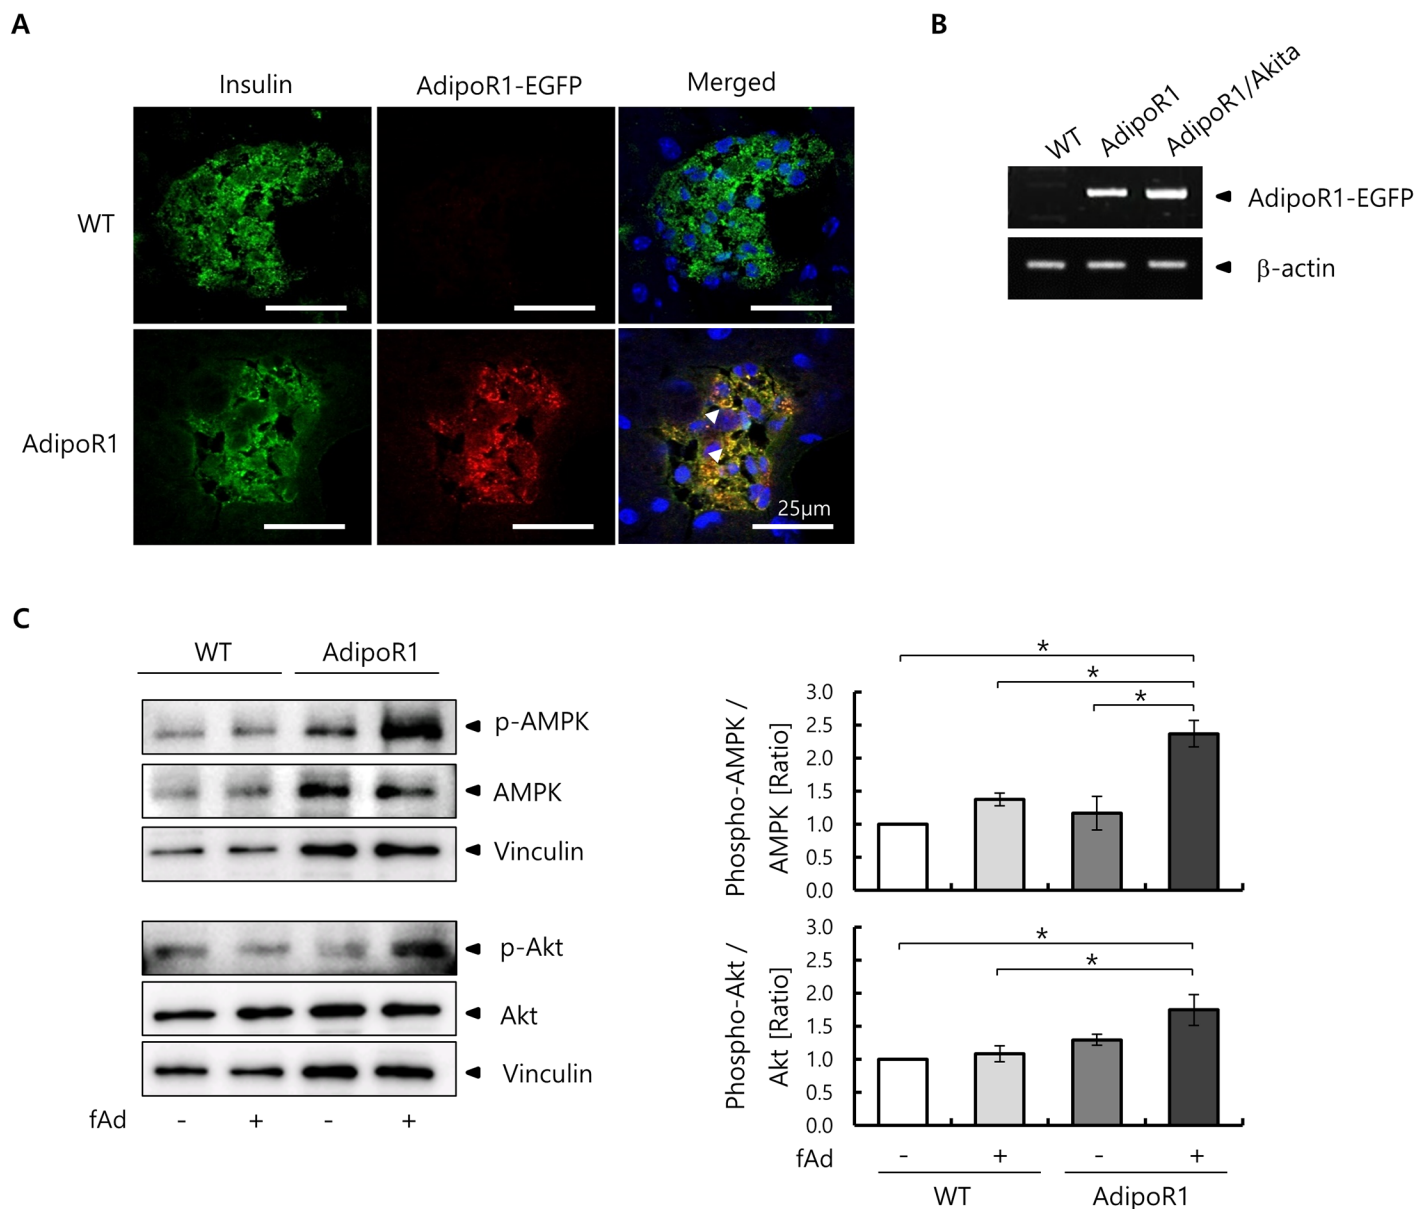 A
B
Insulin
AdipoR1-EGFP
Merged
WT
AdipoR1
25μm
WT
AdipoR1
AdipoR1/Akita
AdipoR1-EGFP
β-actin
C
WT
AdipoR1
p-AMPK
AMPK
Vinculin
p-Akt
Akt
Vinculin
fAd - + - +
* * *
Phospho-AMPK /
AMPK [Ratio]
3.0
2.5
2.0
1.5
1.0
0.5
0.0
* *
Phospho-Akt /
Akt [Ratio]
3.0
2.5
2.0
1.5
1.0
0.5
0.0
fAd - + - +
WT AdipoR1